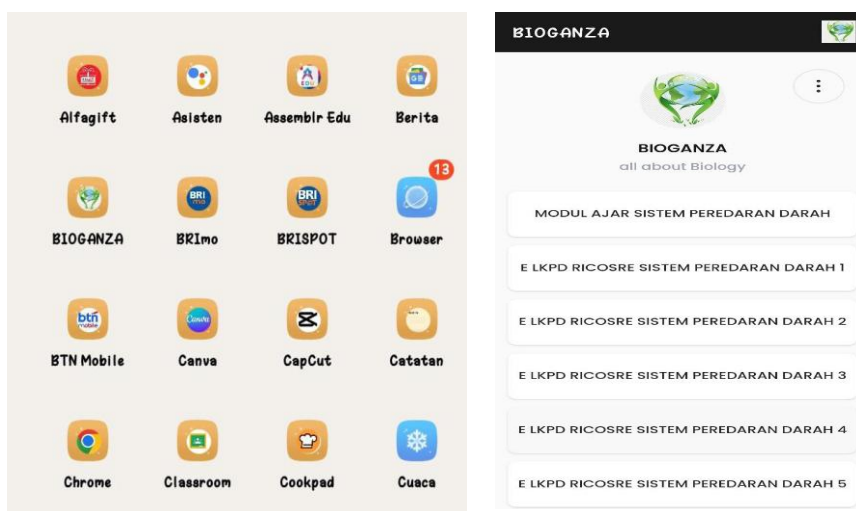 Alfagift Asisten Assemblr Edu Berita
13
BIOGANZA BRImo BRISPOT Browser
BTN Mobile Canva CapCut Catatan
Chrome Classroom Cookpad Cuaca
BIOGANZA
BIOGANZA
all about Biology
MODUL AJAR SISTEM PEREDARAN DARAH
E LKPD RICOSRE SISTEM PEREDARAN DARAH 1
E LKPD RICOSRE SISTEM PEREDARAN DARAH 2
E LKPD RICOSRE SISTEM PEREDARAN DARAH 3
E LKPD RICOSRE SISTEM PEREDARAN DARAH 4
E LKPD RICOSRE SISTEM PEREDARAN DARAH 5